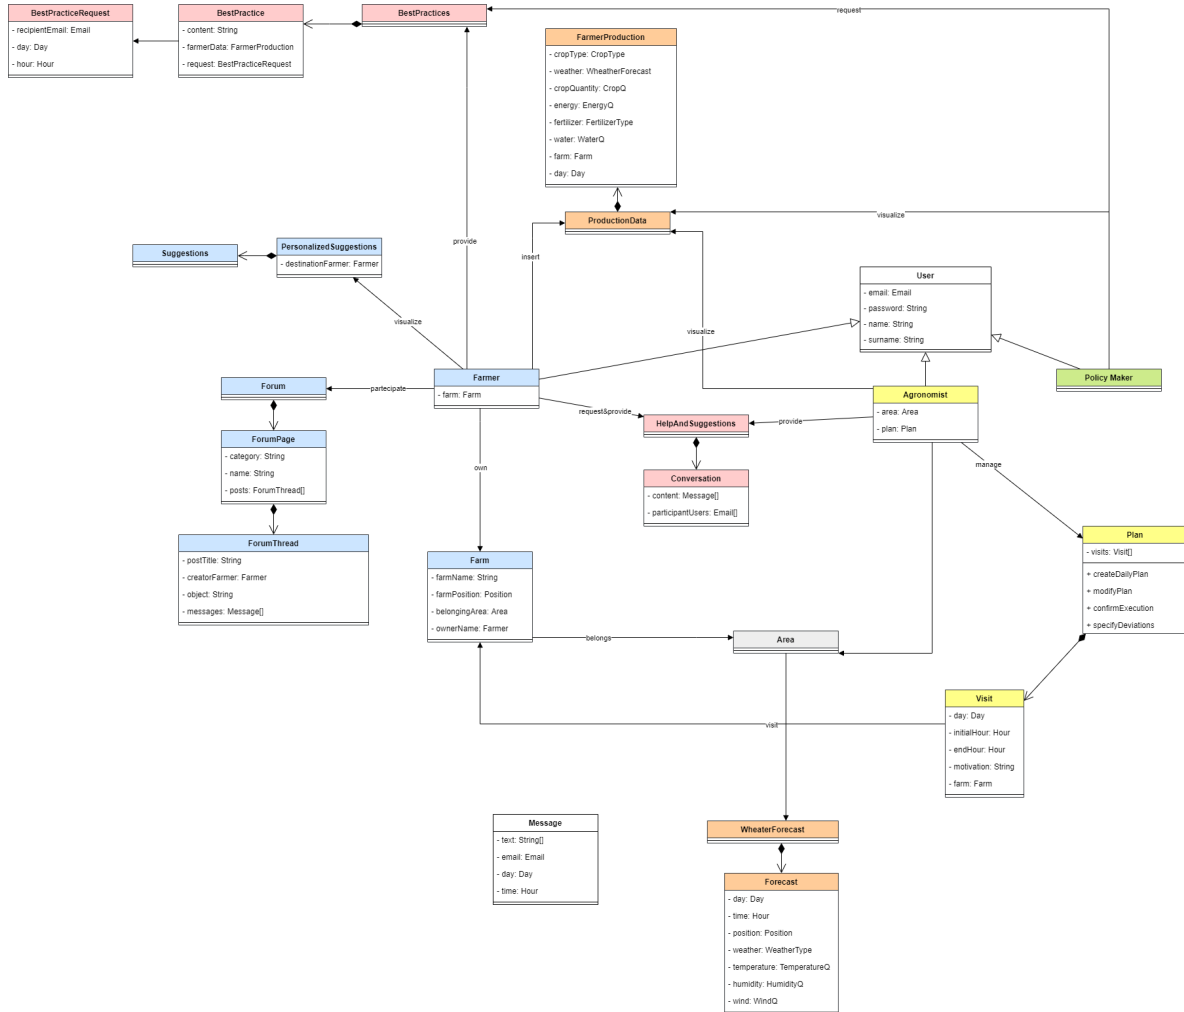 BestPracticeRequest
- recipientEmail: Email
- day: Day
- hour: Hour
BestPractice
- content: String
- farmerData: FarmerProduction
- request: BestPracticeRequest
BestPractices
request
FarmerProduction
- cropType: CropType
- weather: WheatherForecast
- cropQuantity: CropQ
- energy: EnergyQ
- fertilizer: FertilizerType
- water: WaterQ
- farm: Farm
- day: Day
ProductionData
visualize
provide
insert
Suggestions
PersonalizedSuggestions
- destinationFarmer: Farmer
visualize
visualize
User
- email: Email
- password: String
- name: String
- surname: String
Forum
partecipate
Farmer
- farm: Farm
Policy Maker
Agronomist
- area: Area
- plan: Plan
request&provide
HelpAndSuggestions
provide
ForumPage
- category: String
- name: String
- posts: ForumThread[]
own
Conversation
- content: Message[]
- participantUsers: Email[]
manage
ForumThread
- postTitle: String
- creatorFarmer: Farmer
- object: String
- messages: Message[]
Farm
- farmName: String
- farmPosition: Position
- belongingArea: Area
- ownerName: Farmer
belongs
Area
Plan
- visits: Visit[]
+ createDailyPlan
+ modifyPlan
+ confirmExecution
+ specifyDeviations
Visit
- day: Day
- initialHour: Hour
- endHour: Hour
- motivation: String
- farm: Farm
visit
Message
- text: String[]
- email: Email
- day: Day
- time: Hour
WheaterForecast
Forecast
- day: Day
- time: Hour
- position: Position
- weather: WeatherType
- temperature: TemperatureQ
- humidity: HumidityQ
- wind: WindQ